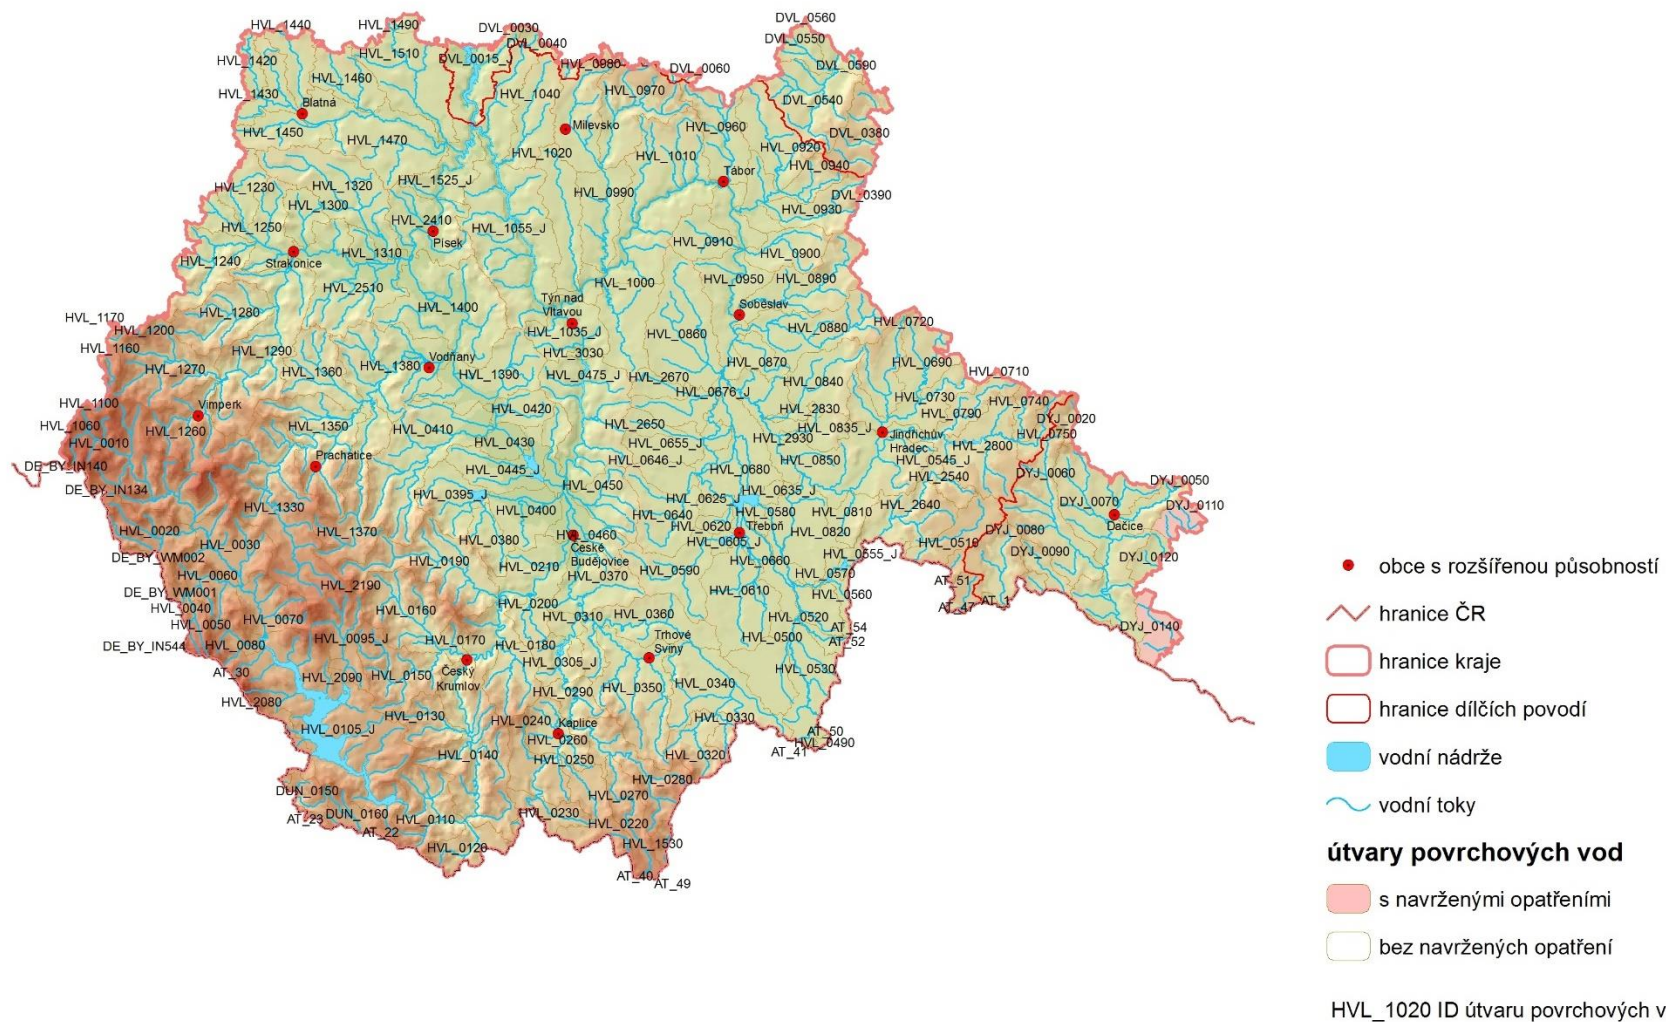 DVL_0560
HVL_1440
HVL_1490
DVL_0030
DVL_0550
DVL_0040
HVL_1420
HVL_1510
DVL_0015_J
HVL_0980
DVL_0060
DVL_0590
HVL_1460
HVL_1430
HVL_1040
HVL_0970
DVL_0540
Blatná
HVL_1450
HVL_1470
Milevsko
HVL_0960
DVL_0380
HVL_1020
HVL_1010
HVL_0920
HVL_0940
Tábor
HVL_1230
HVL_1320
HVL_1525_J
HVL_0990
DVL_0390
HVL_1300
HVL_0930
HVL_1250
HVL_2410
HVL_1055_J
Písek
HVL_0910
HVL_1240
Strakonice
HVL_1310
HVL_0900
HVL_2510
HVL_1000
HVL_0950
HVL_0890
HVL_1280
HVL_1400
Týn nad
Vltavou
Soběslav
HVL_1170
HVL_1200
HVL_1035_J
HVL_0860
HVL_0880
HVL_0720
HVL_1160
HVL_1290
HVL_3030
Vodňany
HVL_1270
HVL_1360
HVL_1380
HVL_1390
HVL_0475_J
HVL_2670
HVL_0870
HVL_0690
HVL_0710
HVL_0840
HVL_0676_J
HVL_1100
Vimperk
HVL_0730
HVL_0740
HVL_0420
HVL_2830
HVL_0790
DYJ_0020
HVL_1060
HVL_1260
HVL_1350
HVL_0410
HVL_2650
HVL_0835_J
Jindřichův
Hradec
HVL_0750
HVL_0010
HVL_0430
HVL_0655_J
HVL_2930
HVL_2800
Prachatice
HVL_0646_J
HVL_0850
HVL_0545_J
DE_BY_IN140
HVL_0445_J
HVL_0680
HVL_2540
DYJ_0060
DYJ_0050
DE_BY_IN134
HVL_0395_J
HVL_0450
HVL_0625_J
HVL_0635_J
DYJ_0070
DYJ_0110
HVL_1330
HVL_0400
HVL_0640
HVL_0580
HVL_0810
HVL_2640
HVL_0020
HVL_1370
HVL_0620
Třeboň
HVL_0820
DYJ_0080
Dačice
HVL_0030
HVL_0380
HVL_0460
České
Budějovice
HVL_0605_J
HVL_0510
DYJ_0090
DE_BY_WM002
HVL_0190
HVL_0210
HVL_0660
HVL_0555_J
DYJ_0120
HVL_0060
HVL_2190
HVL_0370
HVL_0590
HVL_0570
AT_51
DE_BY_WM001
HVL_0610
HVL_0560
AT_47
AT_1
HVL_0040
HVL_0160
HVL_0200
HVL_0310
HVL_0360
HVL_0520
HVL_0050
HVL_0070
AT_54
DYJ_0140
HVL_0095_J
HVL_0170
HVL_0180
Trhové
Sviny
HVL_0500
AT_52
DE_BY_IN544
HVL_0080
HVL_0305_J
AT_30
HVL_2090
HVL_0150
Český
Krumlov
HVL_0340
HVL_0530
HVL_2080
HVL_0290
HVL_0350
HVL_0105_J
HVL_0130
HVL_0240
Kaplice
HVL_0330
AT_50
HVL_0260
HVL_0490
HVL_0140
HVL_0250
HVL_0320
AT_41
HVL_0280
DUN_0150
HVL_0270
AT_23
DUN_0160
HVL_0110
HVL_0230
HVL_0220
AT_22
HVL_0120
HVL_1530
AT_40
AT_49
obce s rozšířenou působností
hranice ČR
hranice kraje
hranice dílčích povodí
vodní nádrže
vodní toky
útvary povrchových vod
s navrženými opatřeními
bez navržených opatření
HVL_1020 ID útvaru povrchových v